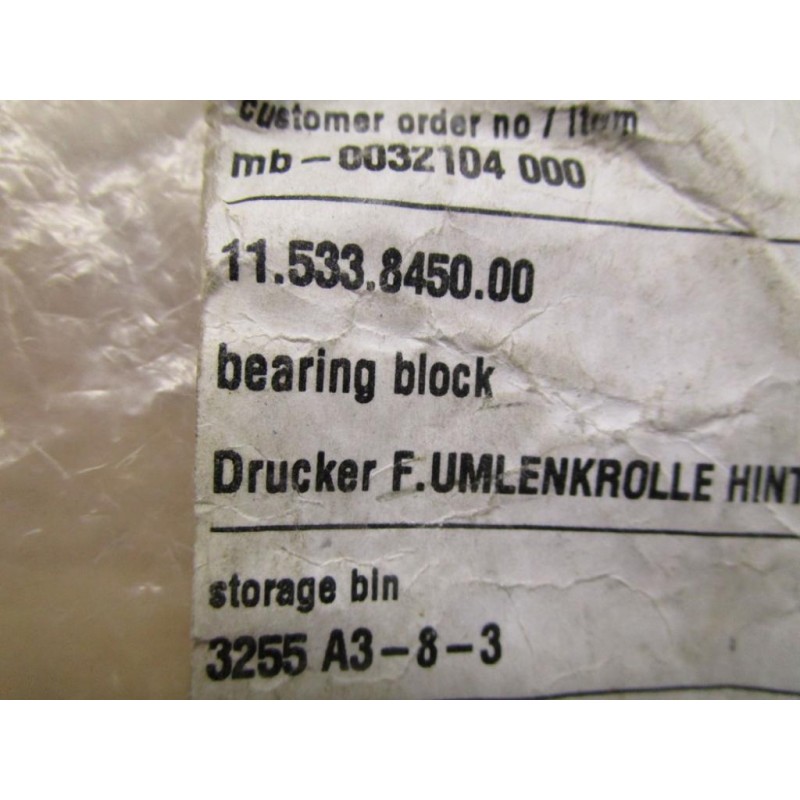 customer order no / item
mb-0032104 000
11.533.8450.00
bearing block
Drucker F.UMLENKROLLE HINT
storage bin
3255 A3-8-3